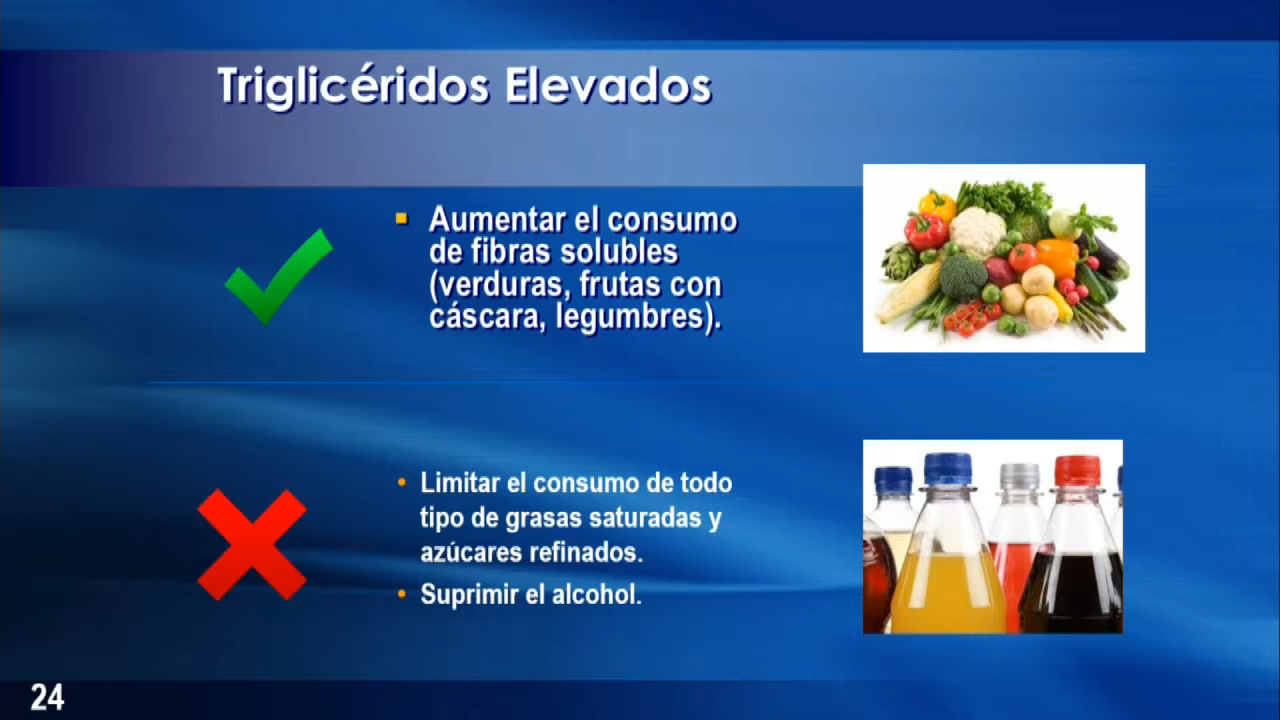 Triglicéridos Elevados
Aumentar el consumo
de fibras solubles
(verduras, frutas con
cáscara, legumbres).
Limitar el consumo de todo
tipo de grasas saturadas y
azúcares refinados.
Suprimir el alcohol.
24